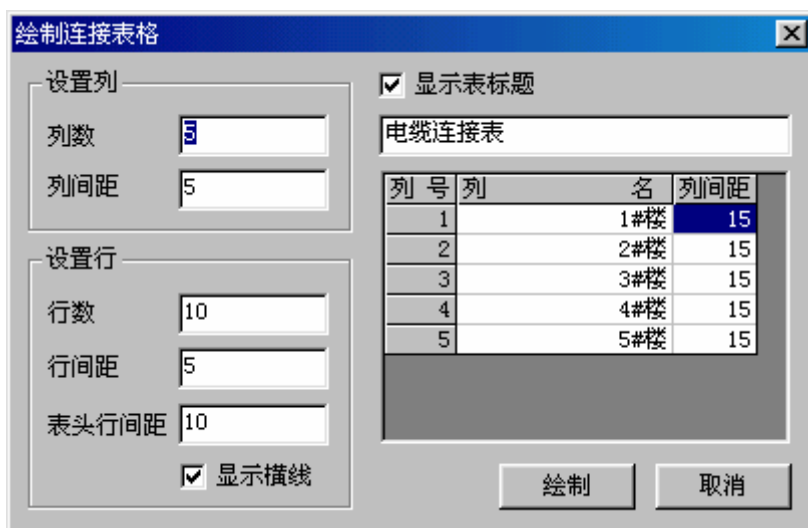 绘制连接表格
设置列
列数 5
列间距 5
设置行
行数 10
行间距 5
表头行间距 10
显示横线
显示表标题
电缆连接表
列 号 列 名 列间距
1 1#楼 15
2 2#楼 15
3 3#楼 15
4 4#楼 15
5 5#楼 15
绘制 取消